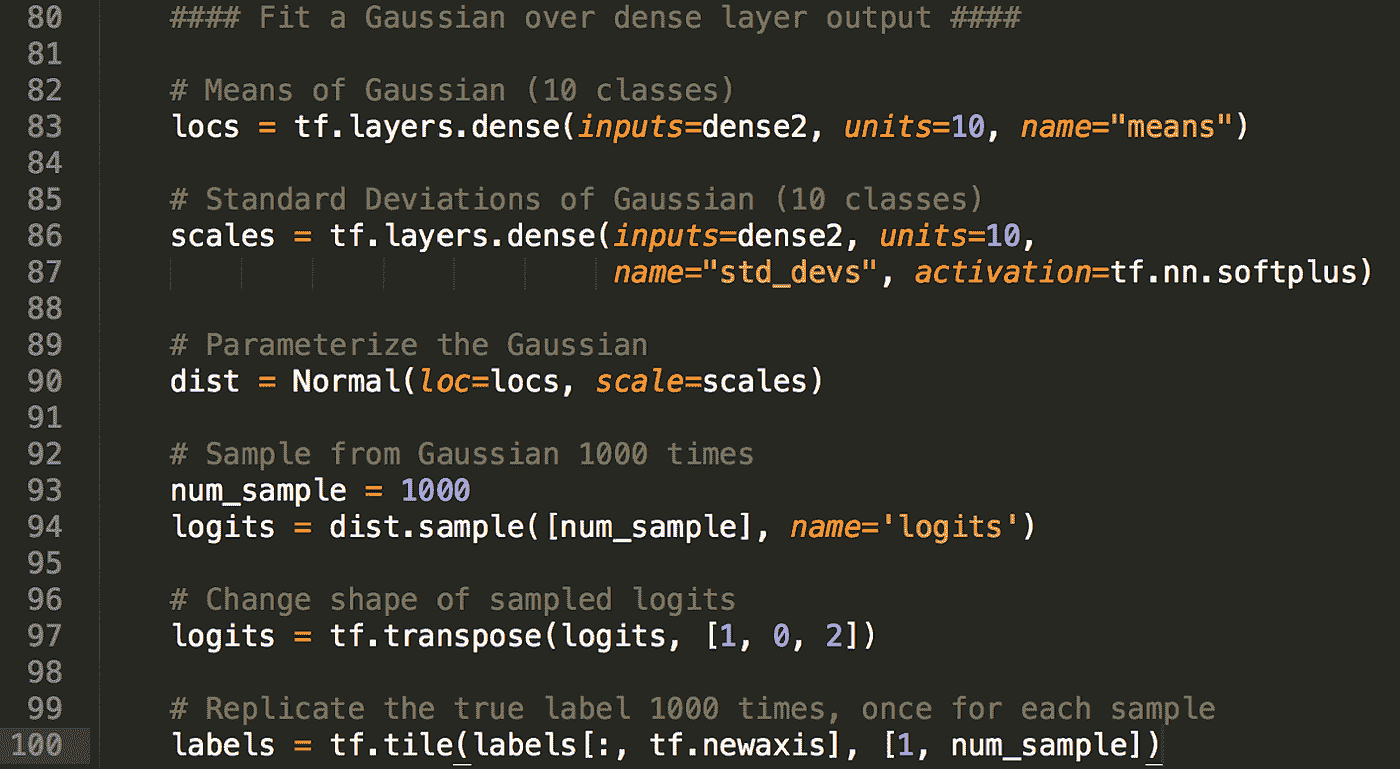 80 #### Fit a Gaussian over dense layer output ####
81
82 # Means of Gaussian (10 classes)
83 locs = tf.layers.dense(inputs=dense2, units=10, name="means")
84
85 # Standard Deviations of Gaussian (10 classes)
86 scales = tf.layers.dense(inputs=dense2, units=10,
87 name="std_devs", activation=tf.nn.softplus)
88
89 # Parameterize the Gaussian
90 dist = Normal(loc=locs, scale=scales)
91
92 # Sample from Gaussian 1000 times
93 num_sample = 1000
94 logits = dist.sample([num_sample], name='logits')
95
96 # Change shape of sampled logits
97 logits = tf.transpose(logits, [1, 0, 2])
98
99 # Replicate the true label 1000 times, once for each sample
100 labels = tf.tile(labels[:, tf.newaxis], [1, num_sample])